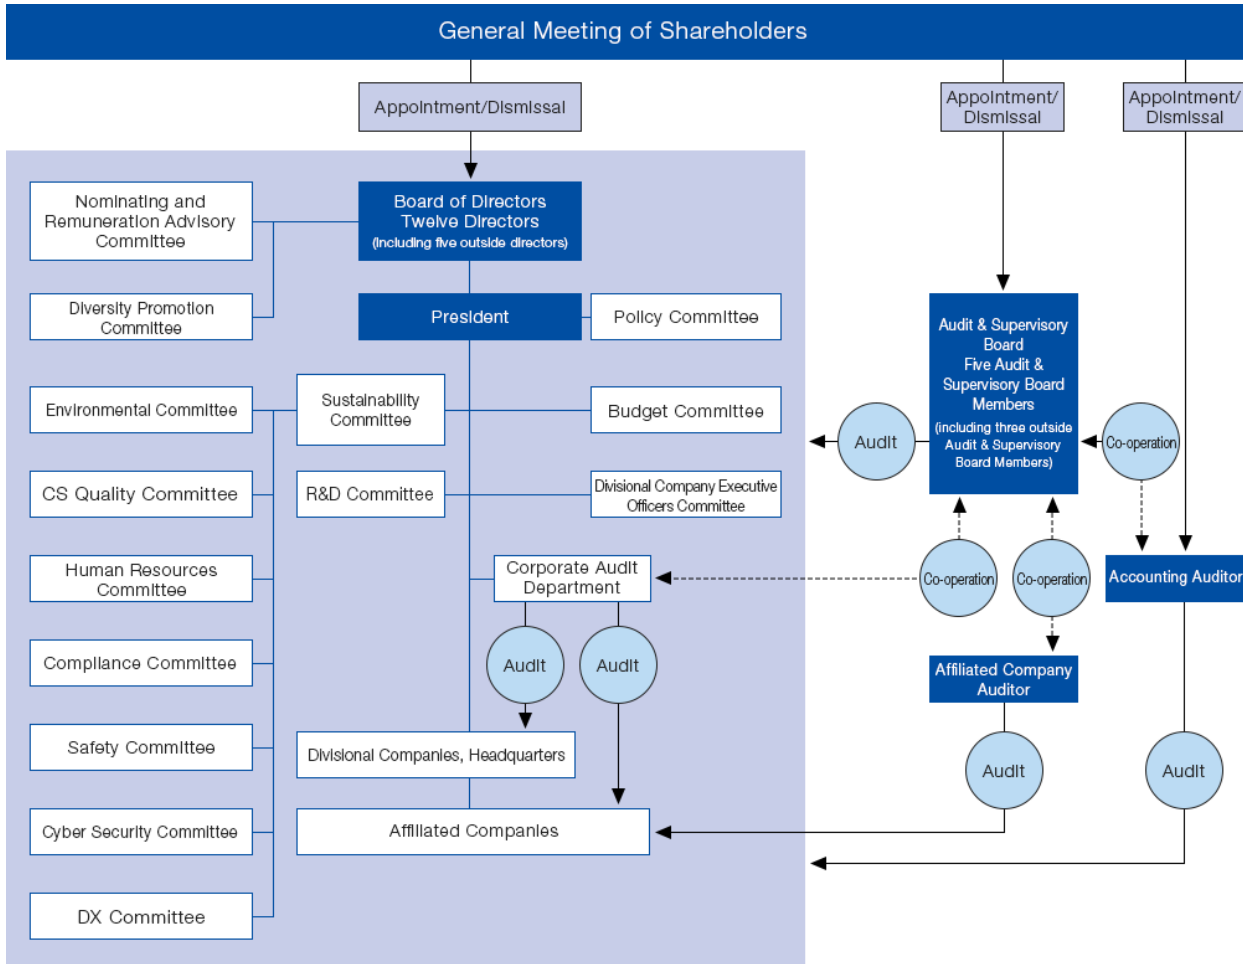 General Meeting of Shareholders
Appointment/Dismissal
Appointment/
Dismissal
Appointment/
Dismissal
Nominating and
Remuneration Advisory
Committee
Board of Directors
Twelve Directors
(Including five outside directors)
Diversity Promotion
Committee
President
Policy Committee
Audit & Supervisory
Board
Five Audit &
Supervisory Board
Members
(including three outside
Audit & Supervisory
Board Members)
Environmental Committee
Sustainability
Committee
Budget Committee
Audit
Co-operation
CS Quality Committee
R&D Committee
Divisional Company Executive
Officers Committee
Human Resources
Committee
Corporate Audit
Department
Co-operation
Co-operation
Accounting Auditor
Compliance Committee
Audit
Audit
Affiliated Company
Auditor
Safety Committee
Divisional Companies, Headquarters
Audit
Audit
Cyber Security Committee
Affiliated Companies
DX Committee